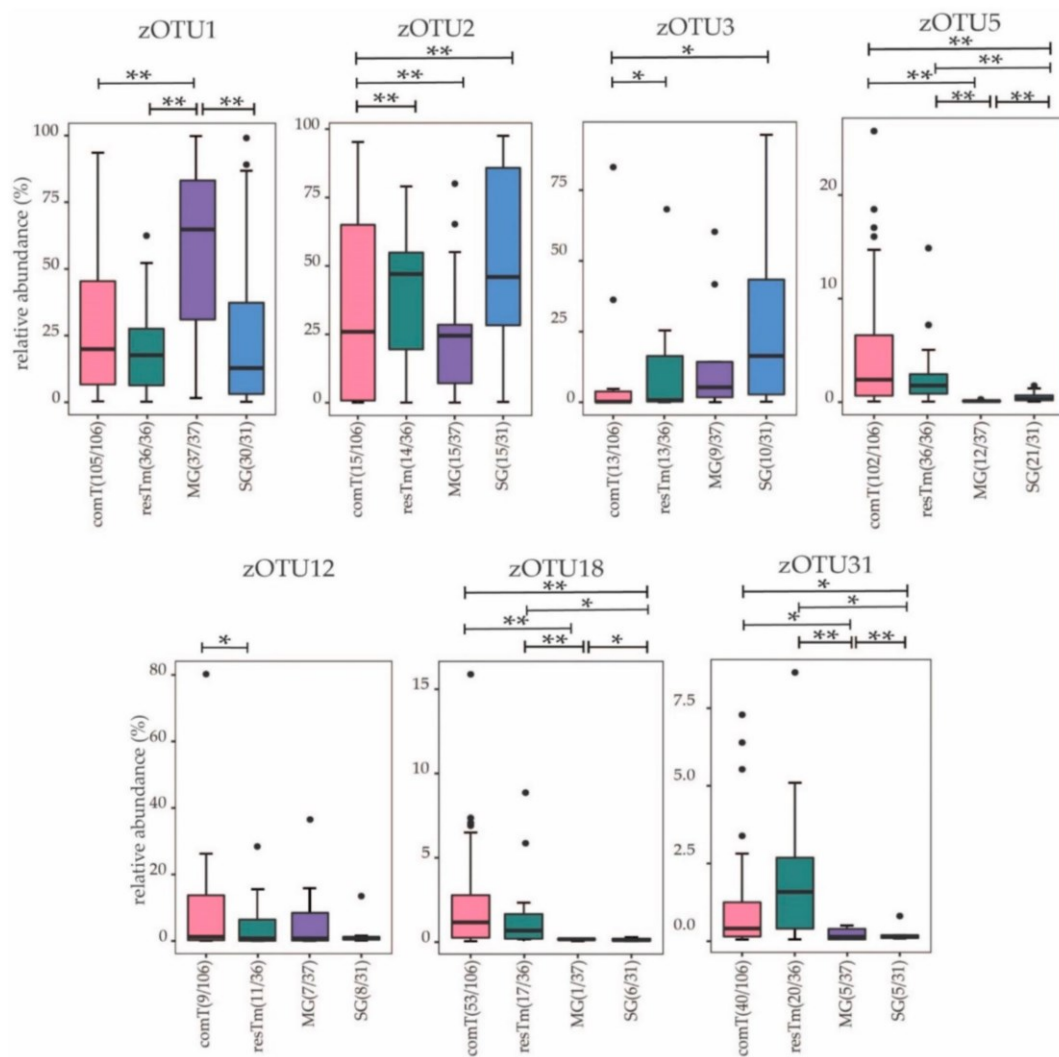 zOTU1 zOTU2 zOTU3 zOTU5
** ** * **
** ** ** * ** ** ** ** **
relative abundance (%)
100
75
50
25
0
100
75
50
25
0
75
50
25
0
20
10
0
comT(105/106)
resTm(36/36)
MG(37/37)
SG(30/31)
comT(15/106)
resTm(14/36)
MG(15/37)
SG(15/31)
comT(13/106)
resTm(13/36)
MG(9/37)
SG(10/31)
comT(102/106)
resTm(36/36)
MG(12/37)
SG(21/31)
zOTU12 zOTU18 zOTU31
*
**
*
**
** *
*
*
*
** **
relative abundance (%)
80
60
40
20
0
15
10
5
0
7.5
5.0
2.5
0.0
comT(9/106)
resTm(11/36)
MG(7/37)
SG(8/31)
comT(53/106)
resTm(17/36)
MG(1/37)
SG(6/31)
comT(40/106)
resTm(20/36)
MG(5/37)
SG(5/31)